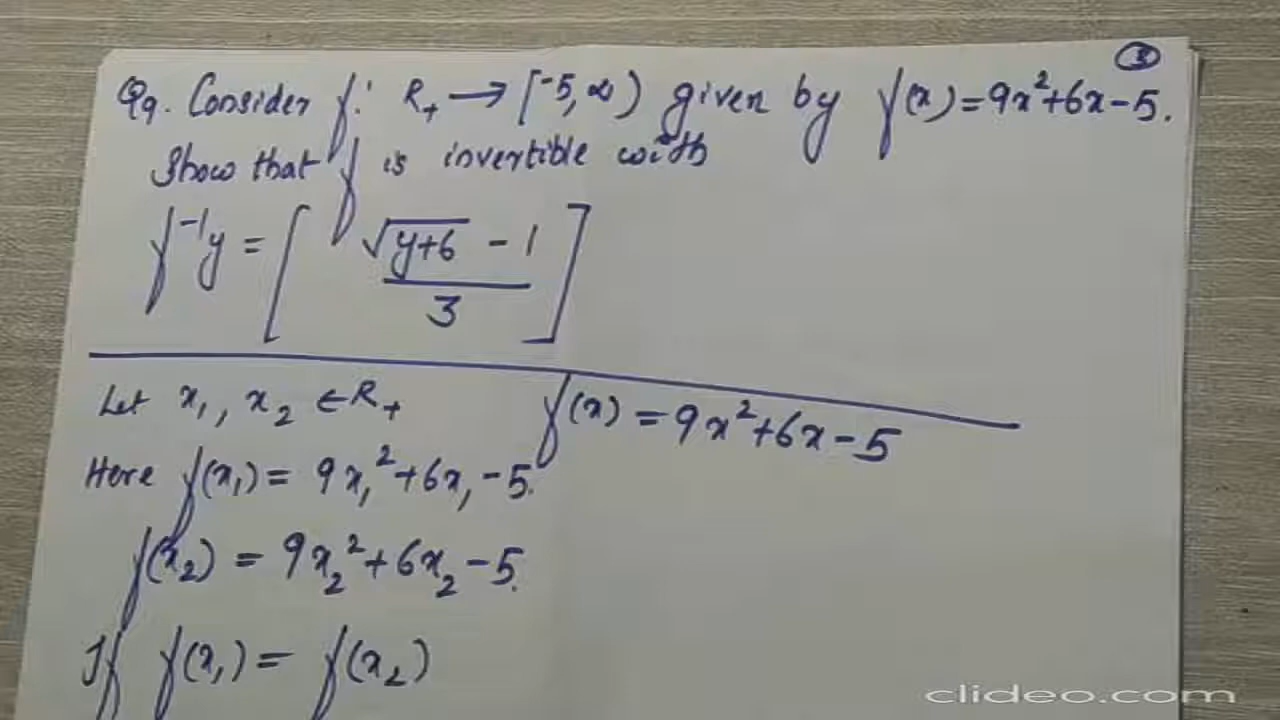 3
Q9. Consider f: R₊ → [-5, ∞) given by f(x) = 9x²+6x-5.
Show that f is invertible with
f⁻¹y = [ (√(y+6) - 1) / 3 ]
Let x₁, x₂ ∈ R₊
f(x) = 9x²+6x-5
Here f(x₁) = 9x₁²+6x₁-5.
f(x₂) = 9x₂²+6x₂-5.
If f(x₁) = f(x₂)
clideo.com